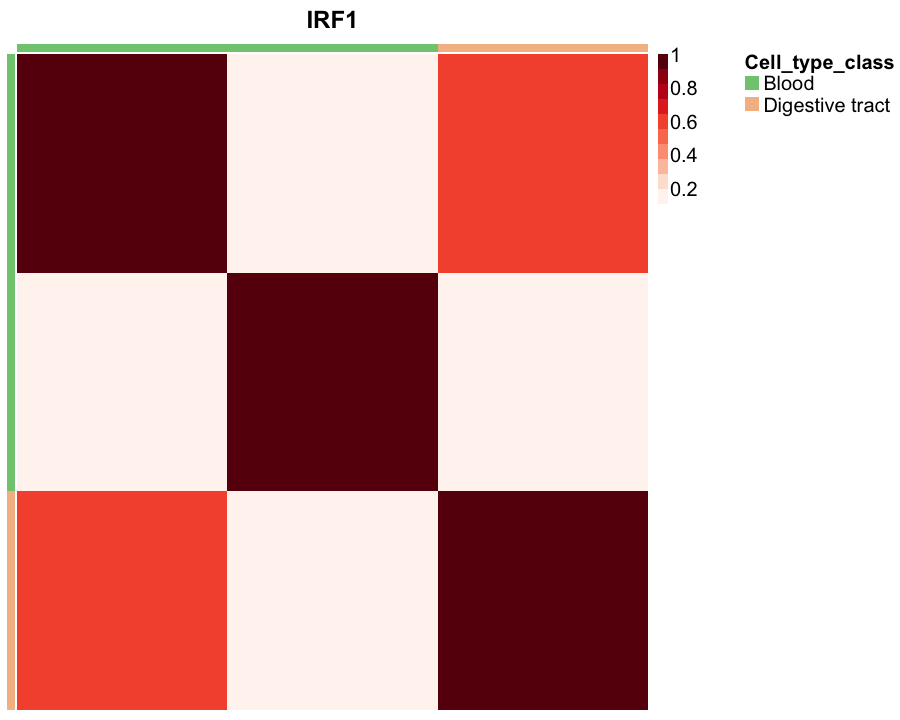 IRF1
1
0.8
0.6
0.4
0.2
Cell_type_class
Blood
Digestive tract